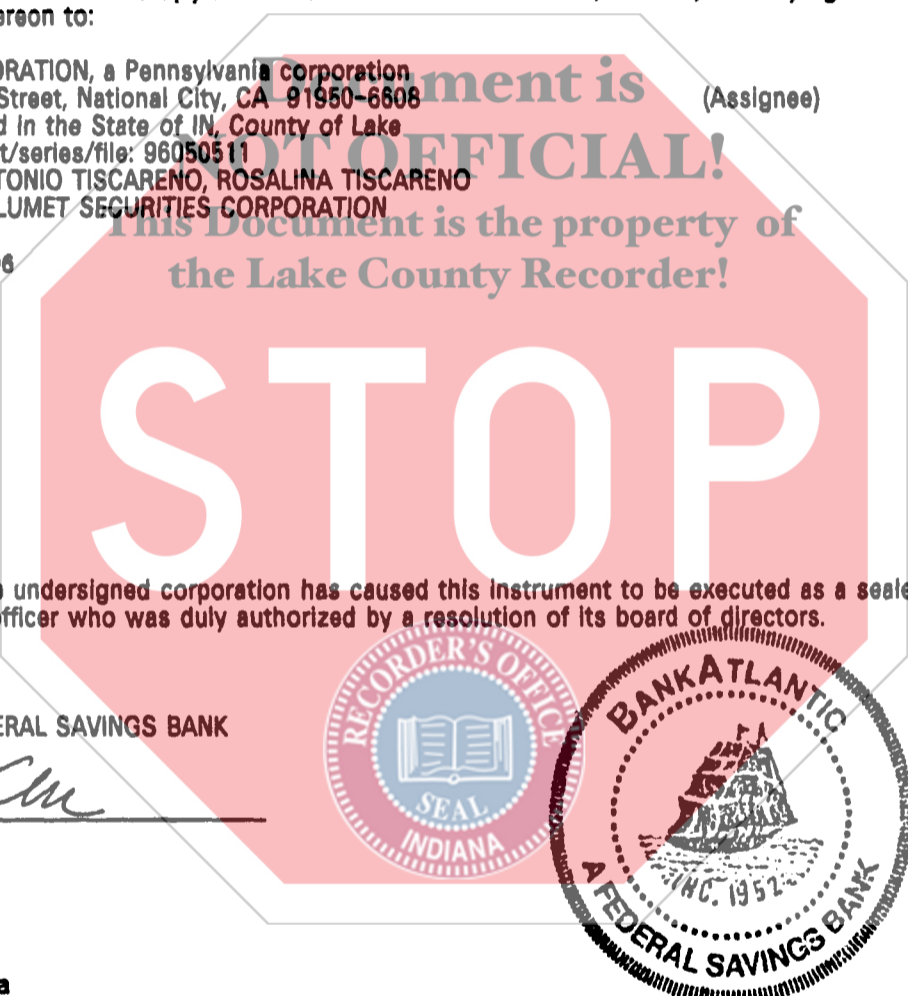 ereon to:
ORATION, a Pennsylvania corporation
Street, National City, CA 91950-6608
(Assignee)
d in the State of IN, County of Lake
t/series/file: 96050511
TONIO TISCARENO, ROSALINA TISCARENO
LUMET SECURITIES CORPORATION
Document is
NOT OFFICIAL!
This Document is the property of
the Lake County Recorder!
STOP
undersigned corporation has caused this instrument to be executed as a seale
officer who was duly authorized by a resolution of its board of directors.
ERAL SAVINGS BANK
RECORDER'S OFFICE
SEAL
INDIANA
BANKATLANTIC
INC. 1952
A FEDERAL SAVINGS BANK
a